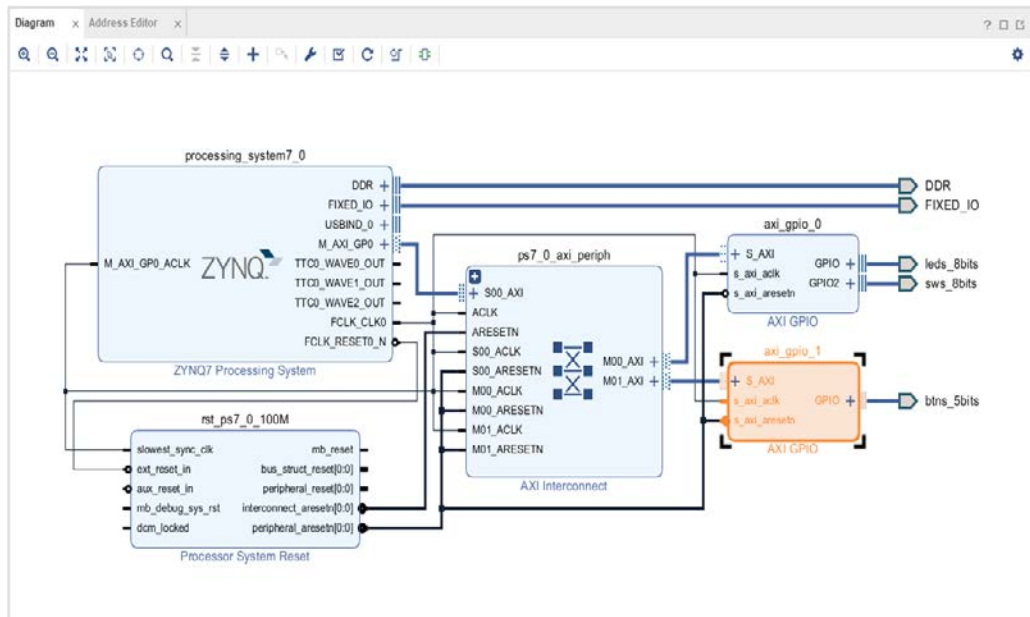 Diagram x Address Editor x
? 
processing_system7_0
DDR
FIXED_IO
USBIND_0
M_AXI_GP0
M_AXI_GP0_ACLK
ZYNQ
TTC0_WAVE0_OUT
TTC0_WAVE1_OUT
TTC0_WAVE2_OUT
FCLK_CLK0
FCLK_RESET0_N
ZYNQ7 Processing System
rst_ps7_0_100M
slowest_sync_clk
ext_reset_in
aux_reset_in
mb_debug_sys_rst
dcm_locked
mb_reset
bus_struct_reset[0:0]
peripheral_reset[0:0]
interconnect_aresetn[0:0]
peripheral_aresetn[0:0]
Processor System Reset
ps7_0_axi_periph
S00_AXI
ACLK
ARESETN
S00_ACLK
S00_ARESETN
M00_ACLK
M00_ARESETN
M01_ACLK
M01_ARESETN
M00_AXI
M01_AXI
AXI Interconnect
axi_gpio_0
S_AXI
s_axi_aclk
s_axi_aresetn
GPIO
GPIO2
AXI GPIO
axi_gpio_1
S_AXI
s_axi_aclk
s_axi_aresetn
GPIO
AXI GPIO
DDR
FIXED_IO
leds_8bits
sws_8bits
btns_5bits